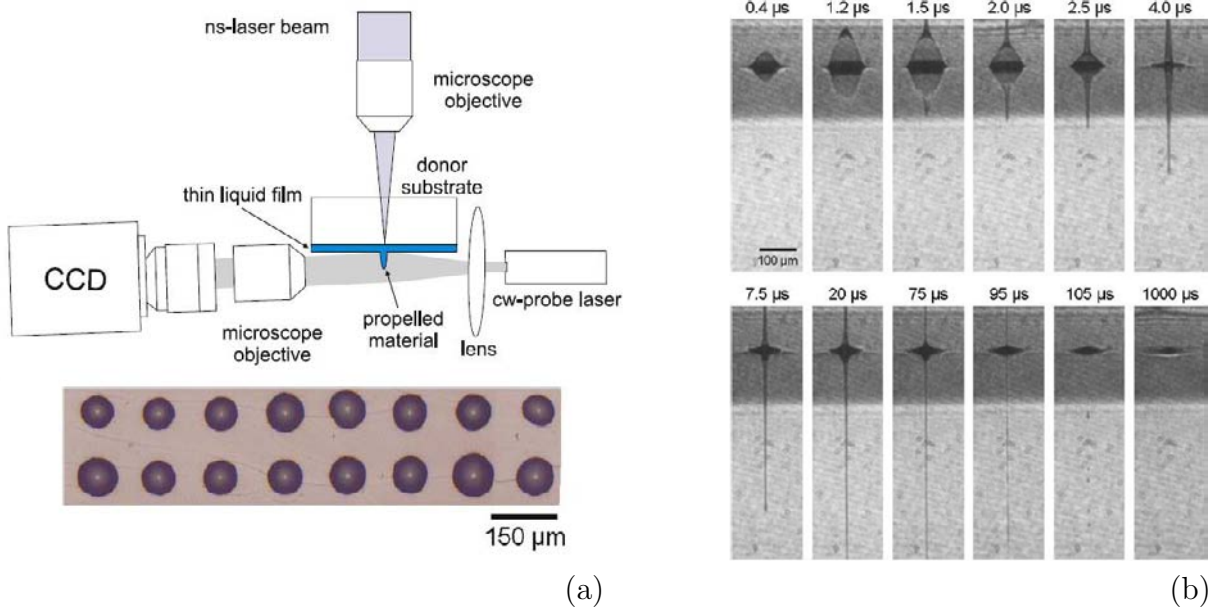 ns-laser beam
microscope
objective
donor
substrate
thin liquid film
CCD
cw-probe laser
microscope
objective
propelled
material
lens
150 µm
(a)
0.4 µs 1.2 µs 1.5 µs 2.0 µs 2.5 µs 4.0 µs
100 µm
7.5 µs 20 µs 75 µs 95 µs 105 µs 1000 µs
(b)